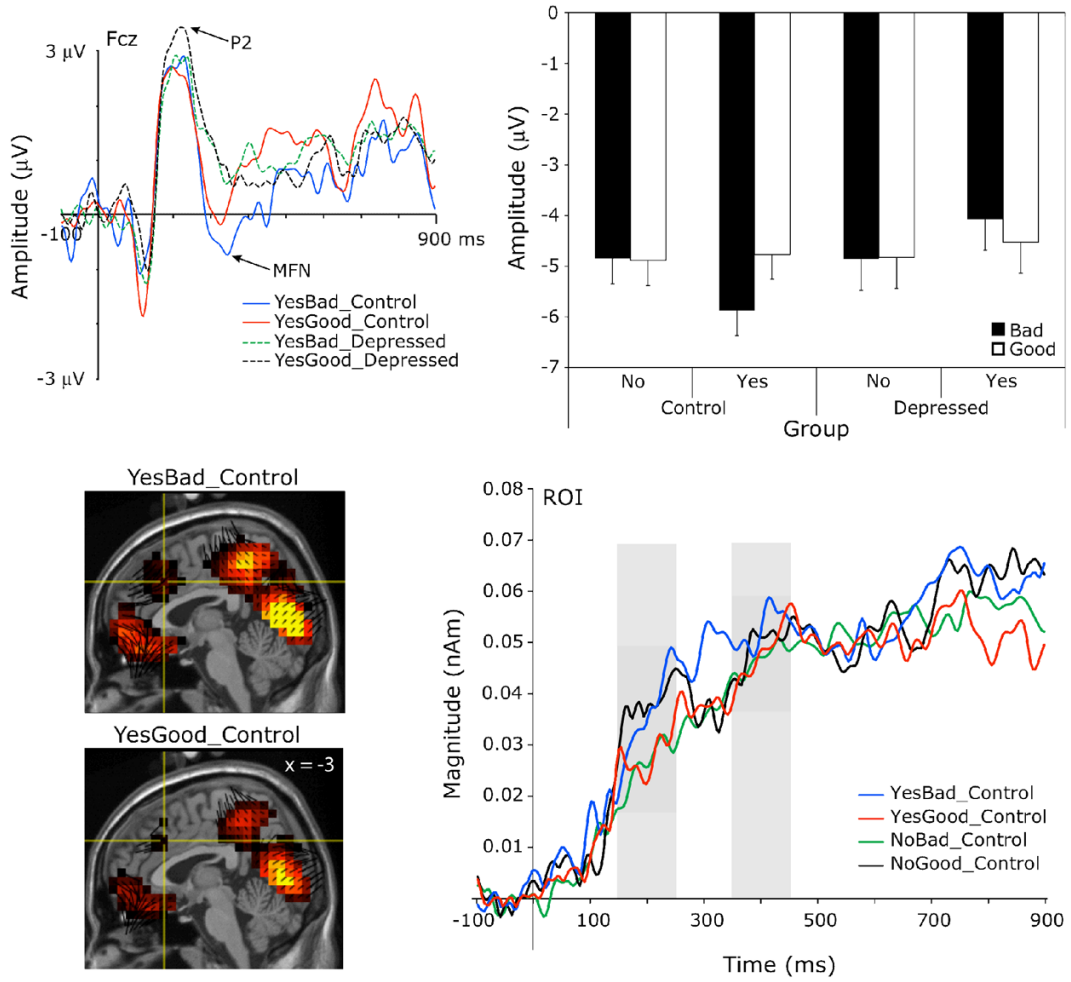 3 µV
Fcz
P2
Amplitude (µV)
-100
900 ms
MFN
YesBad_Control
YesGood_Control
YesBad_Depressed
YesGood_Depressed
-3 µV
0
-1
-2
-3
-4
-5
-6
-7
Amplitude (µV)
Bad
Good
No
Yes
No
Yes
Control
Depressed
Group
YesBad_Control
YesGood_Control
x = -3
0.08
0.07
0.06
0.05
0.04
0.03
0.02
0.01
ROI
Magnitude (nAm)
YesBad_Control
YesGood_Control
NoBad_Control
NoGood_Control
-100
100
300
500
700
900
Time (ms)